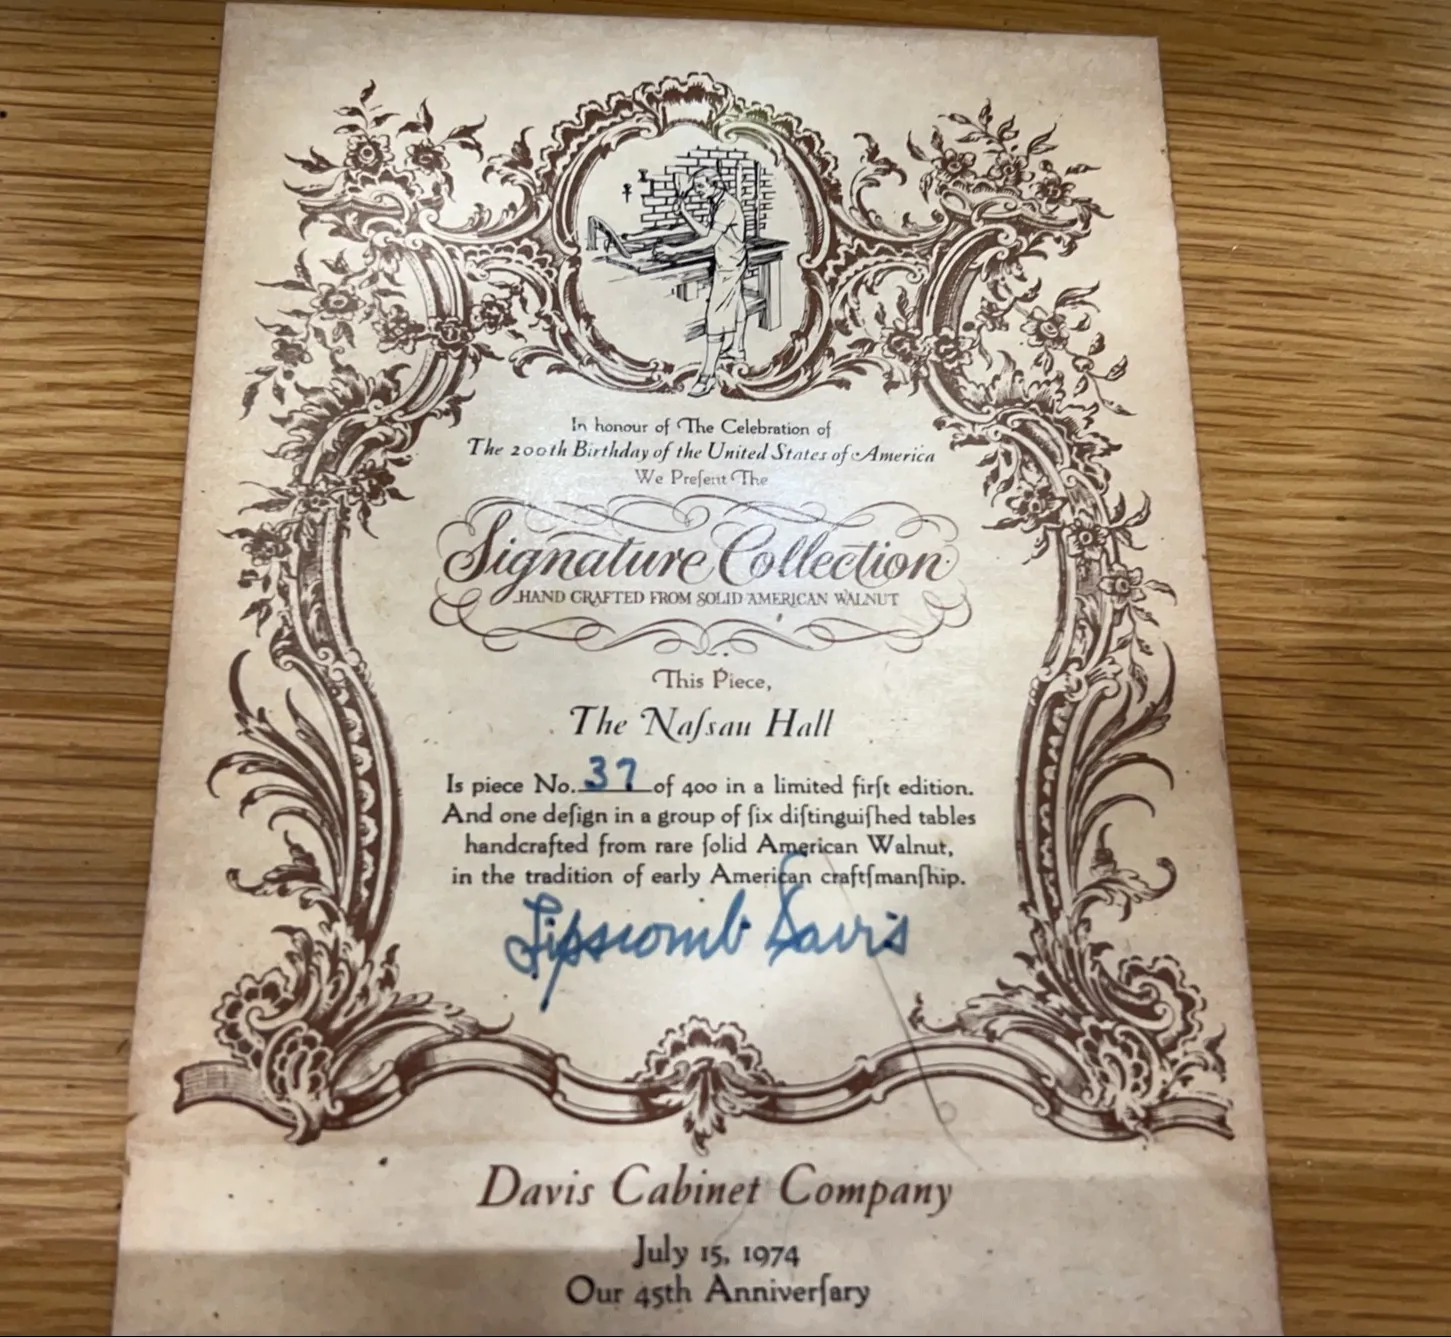 In honour of The Celebration of
The 200th Birthday of the United States of America
We Preſent The
Signature Collection
HAND CRAFTED FROM SOLID AMERICAN WALNUT
This Piece,
The Naſsau Hall
Is piece No. 37 of 400 in a limited firſt edition.
And one deſign in a group of ſix diſtinguiſhed tables
handcrafted from rare ſolid American Walnut,
in the tradition of early American craftſmanſhip.
Lipscomb Davis
Davis Cabinet Company
July 15, 1974
Our 45th Anniverſary